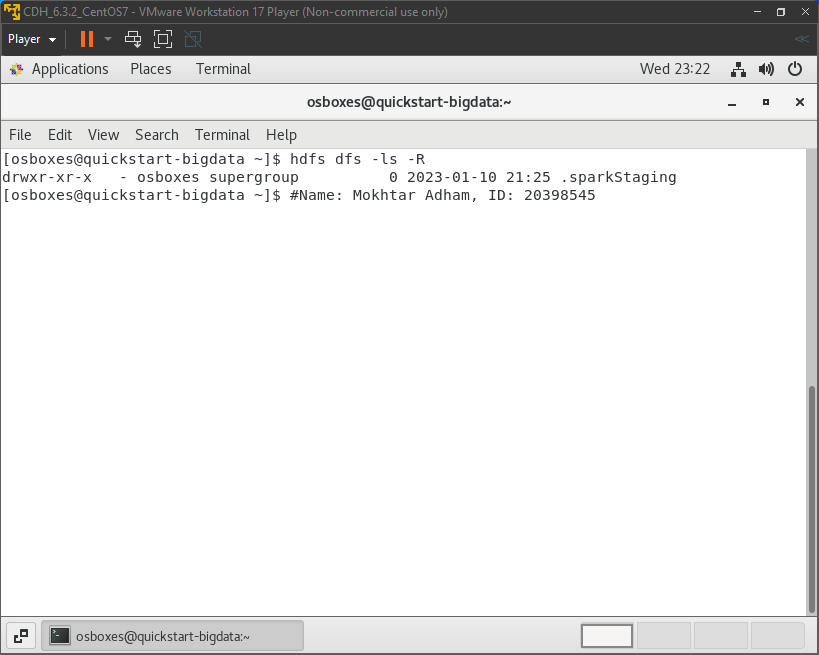 CDH_6.3.2_CentOS7 - VMware Workstation 17 Player (Non-commercial use only)
Player
Applications Places Terminal Wed 23:22
osboxes@quickstart-bigdata:~
File Edit View Search Terminal Help
[osboxes@quickstart-bigdata ~]$ hdfs dfs -ls -R
drwxr-xr-x   - osboxes supergroup          0 2023-01-10 21:25 .sparkStaging
[osboxes@quickstart-bigdata ~]$ #Name: Mokhtar Adham, ID: 20398545
osboxes@quickstart-bigdata:~